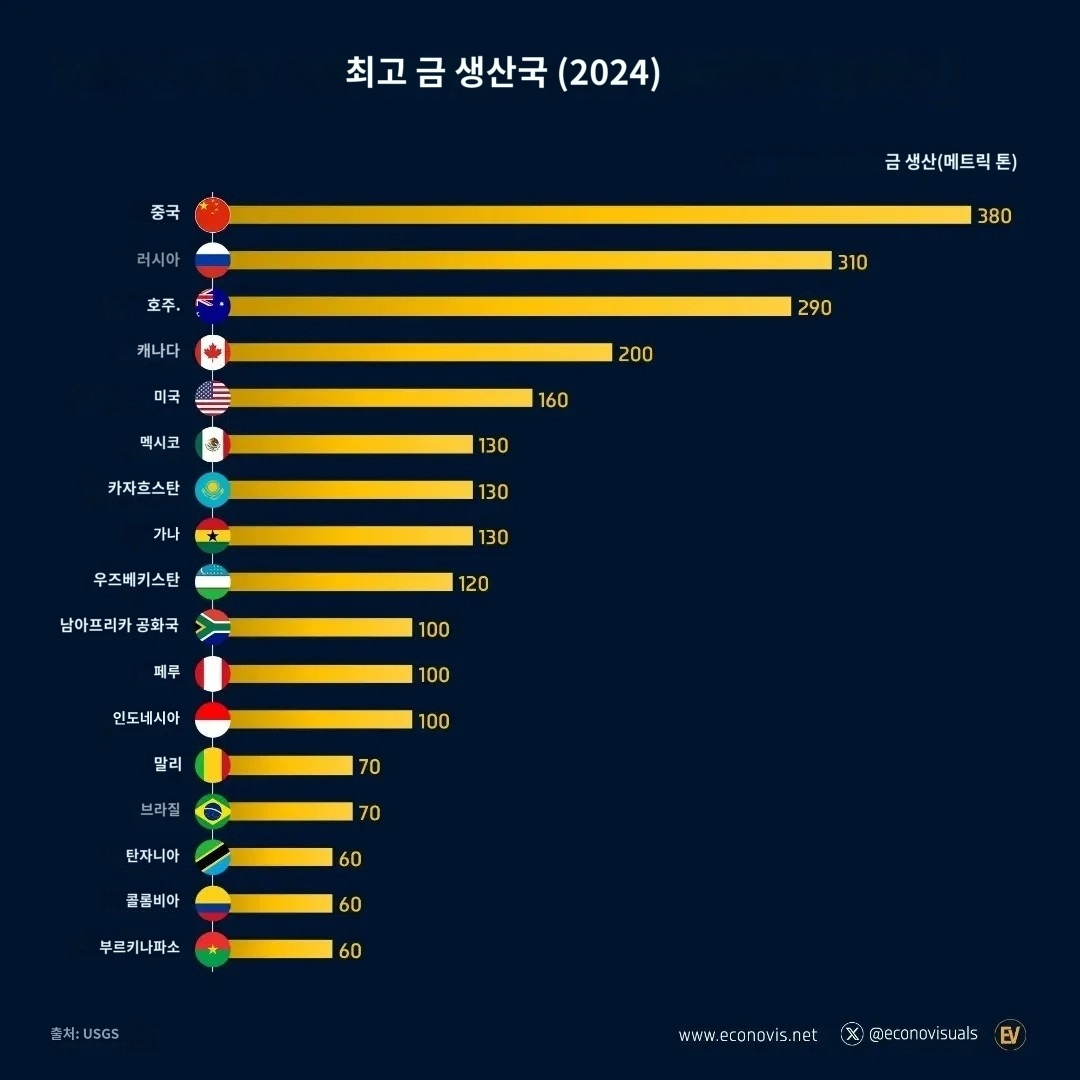 최고 금 생산국 (2024)
금 생산(메트릭 톤)
중국 380
러시아 310
호주. 290
캐나다 200
미국 160
멕시코 130
카자흐스탄 130
가나 130
우즈베키스탄 120
남아프리카 공화국 100
페루 100
인도네시아 100
말리 70
브라질 70
탄자니아 60
콜롬비아 60
부르키나파소 60
출처: USGS
www.econovis.net @econovisuals EV